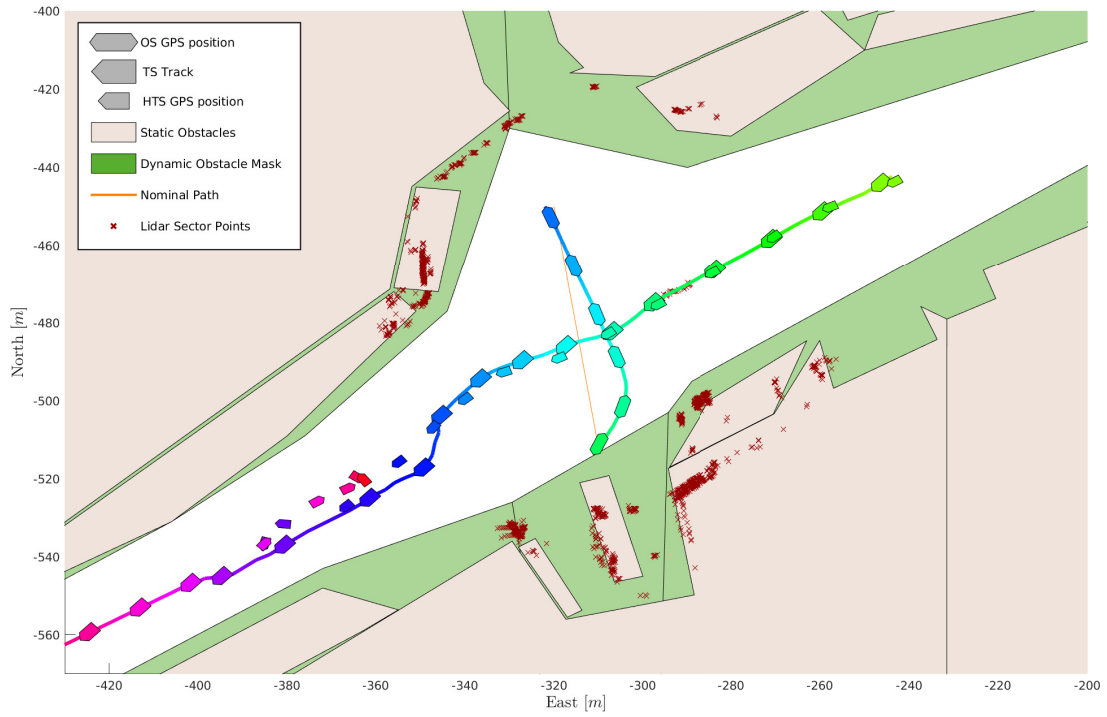 OS GPS position
TS Track
HTS GPS position
Static Obstacles
Dynamic Obstacle Mask
Nominal Path
Lidar Sector Points
-400
-420
-440
-460
-480
-500
-520
-540
-560
North [m]
-420 -400 -380 -360 -340 -320 -300 -280 -260 -240 -220 -200
East [m]